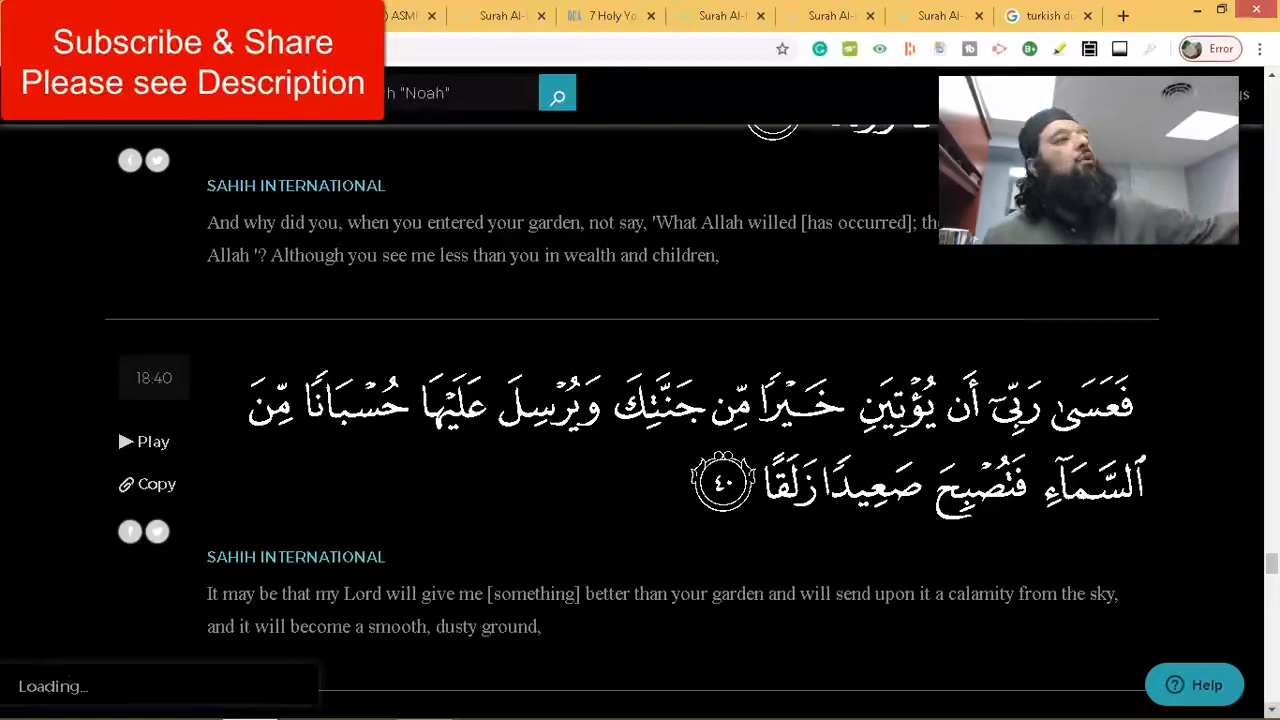 Subscribe & Share
Please see Description
) ASM
Surah Al-
7 Holy Yo
Surah Al-
Surah Al-
Surah Al-
turkish d
Error
"Noah"
SAHIH INTERNATIONAL
And why did you, when you entered your garden, not say, 'What Allah willed [has occurred];
Allah '? Although you see me less than you in wealth and children,
18:40
فَعَسَىٰ رَبِّىٓ أَن يُؤْتِيَنِ خَيْرًا مِّن جَنَّتِكَ وَيُرْسِلَ عَلَيْهَا حُسْبَانًا مِّنَ
ٱلسَّمَآءِ فَتُصْبِحَ صَعِيدًا زَلَقًا ٤٠
Play
Copy
SAHIH INTERNATIONAL
It may be that my Lord will give me [something] better than your garden and will send upon it a calamity from the sky,
and it will become a smooth, dusty ground,
Loading...
Help